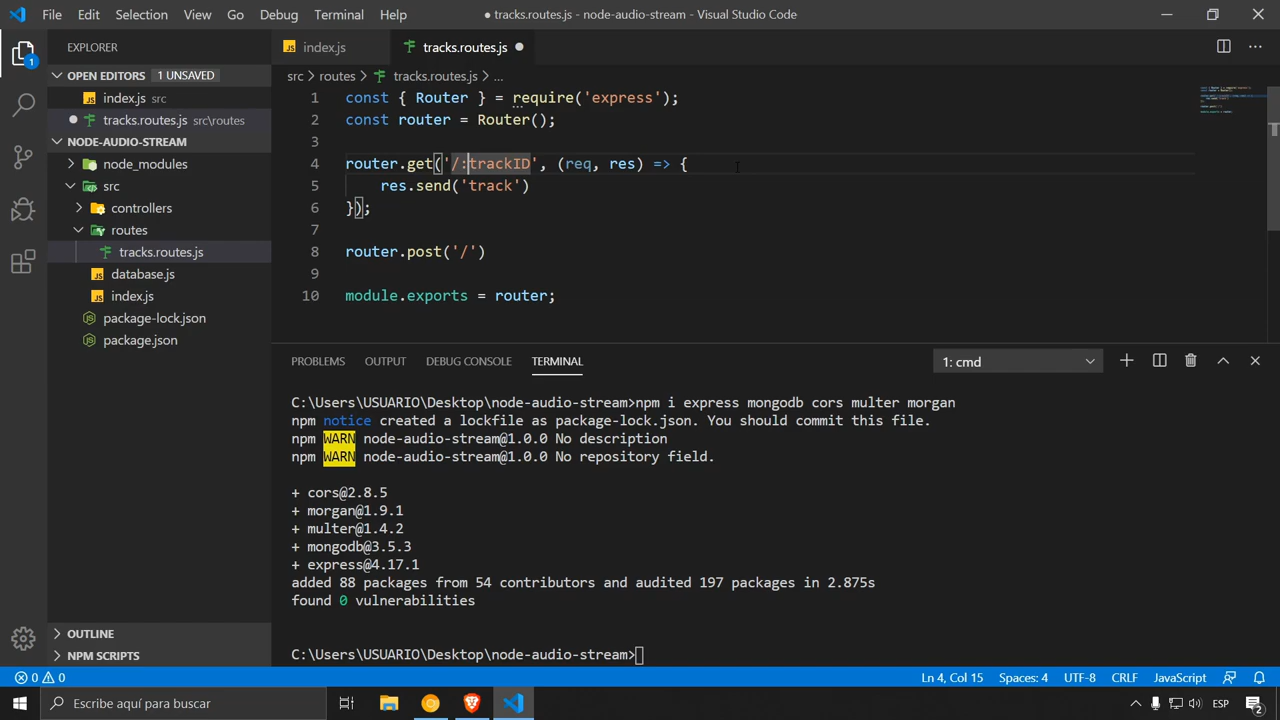 File Edit Selection View Go Debug Terminal Help
● tracks.routes.js - node-audio-stream - Visual Studio Code
EXPLORER
OPEN EDITORS 1 UNSAVED
index.js src
tracks.routes.js src\routes
NODE-AUDIO-STREAM
node_modules
src
controllers
routes
tracks.routes.js
database.js
index.js
package-lock.json
package.json
OUTLINE
NPM SCRIPTS
1
index.js tracks.routes.js
src > routes > tracks.routes.js > ...
1 const { Router } = require('express');
2 const router = Router();
3
4 router.get('/:trackID', (req, res) => {
5 res.send('track')
6 });
7
8 router.post('/')
9
10 module.exports = router;
PROBLEMS OUTPUT DEBUG CONSOLE TERMINAL 1: cmd
C:\Users\USUARIO\Desktop\node-audio-stream>npm i express mongodb cors multer morgan
npm notice created a lockfile as package-lock.json. You should commit this file.
npm WARN node-audio-stream@1.0.0 No description
npm WARN node-audio-stream@1.0.0 No repository field.
+ cors@2.8.5
+ morgan@1.9.1
+ multer@1.4.2
+ mongodb@3.5.3
+ express@4.17.1
added 88 packages from 54 contributors and audited 197 packages in 2.875s
found 0 vulnerabilities
C:\Users\USUARIO\Desktop\node-audio-stream>
0 0 Ln 4, Col 15 Spaces: 4 UTF-8 CRLF JavaScript
Escribe aquí para buscar ESP 2